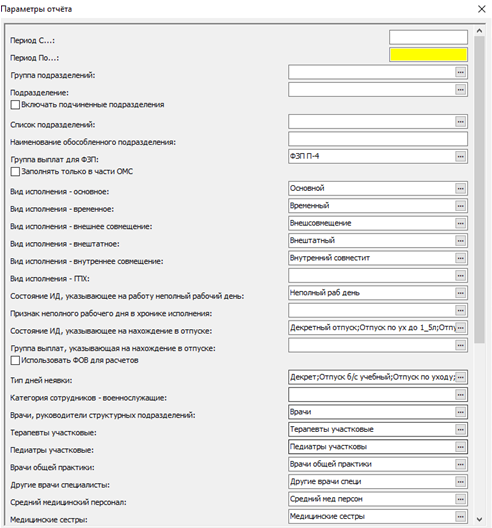 Параметры отчёта
Период С...:
Период По...:
Группа подразделений:
Подразделение:
Включать подчиненные подразделения
Список подразделений:
Наименование обособленного подразделения:
Группа выплат для ФЗП: ФЗП П-4
Заполнять только в части ОМС
Вид исполнения - основное: Основной
Вид исполнения - временное: Временный
Вид исполнения - внешнее совмещение: Внешсовмещение
Вид исполнения - внештатное: Внештатный
Вид исполнения - внутреннее совмещение: Внутренний совместит
Вид исполнения - ГПХ:
Состояние ИД, указывающее на работу неполный рабочий день: Неполный раб день
Признак неполного рабочего дня в хронике исполнения:
Состояние ИД, указывающее на нахождение в отпуске: Декретный отпуск;Отпуск по ух до 1_5л;Отпу
Группа выплат, указывающая на нахождение в отпуске:
Использовать ФОВ для расчетов
Тип дней неявки: Декрет;Отпуск б/с учебный;Отпуск по уходу;
Категория сотрудников - военнослужащие:
Врачи, руководители структурных подразделений: Врачи
Терапевты участковые: Терапевты участковые
Педиатры участковые: Педиатры участковы
Врачи общей практики: Врачи общей практики
Другие врачи специалисты: Другие врачи специ
Средний медицинский персонал: Средний мед персон
Медицинские сестры: Медицинские сестры